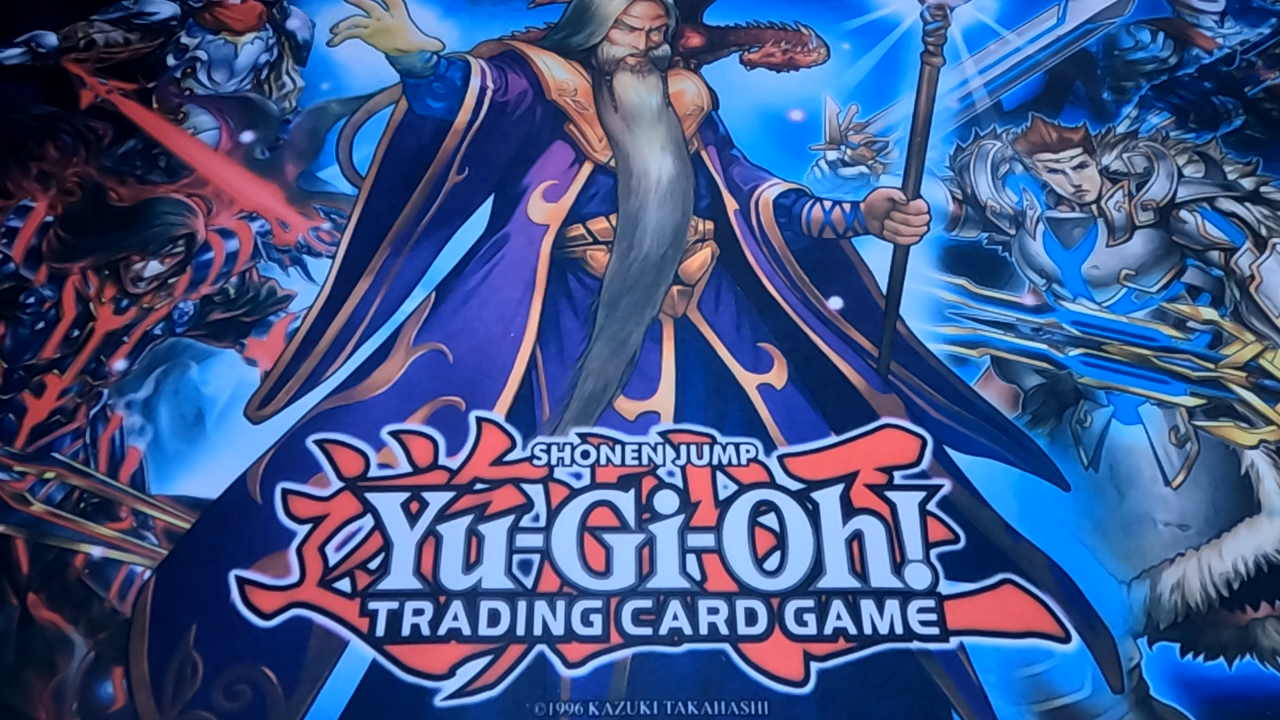 SHONEN JUMP
Yu-Gi-Oh!
TRADING CARD GAME
©1996 KAZUKI TAKAHASHI